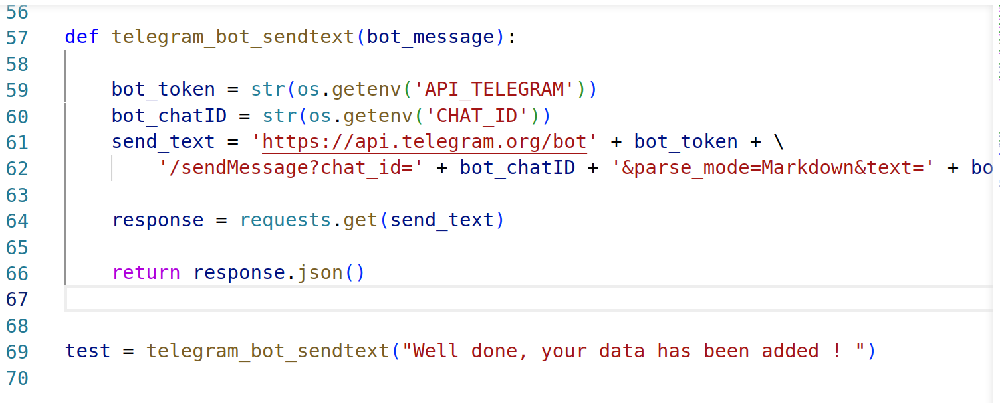 56
57 def telegram_bot_sendtext(bot_message):
58
59 bot_token = str(os.getenv('API_TELEGRAM'))
60 bot_chatID = str(os.getenv('CHAT_ID'))
61 send_text = 'https://api.telegram.org/bot' + bot_token + \
62 '/sendMessage?chat_id=' + bot_chatID + '&parse_mode=Markdown&text=' + bo
63
64 response = requests.get(send_text)
65
66 return response.json()
67
68
69 test = telegram_bot_sendtext("Well done, your data has been added ! ")
70